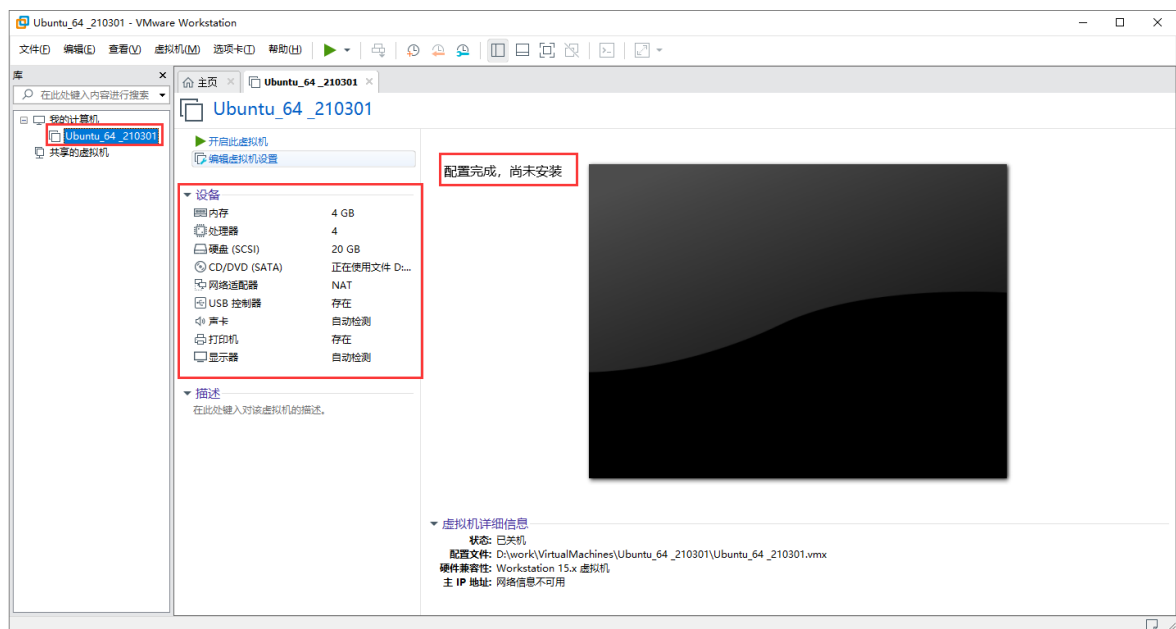 Ubuntu_64 _210301 - VMware Workstation
文件(F) 编辑(E) 查看(V) 虚拟机(M) 选项卡(T) 帮助(H)
库
在此处键入内容进行搜索
我的计算机
Ubuntu_64 _210301
共享的虚拟机
主页
Ubuntu_64 _210301
Ubuntu_64 _210301
开启此虚拟机
编辑虚拟机设置
设备
内存 4 GB
处理器 4
硬盘 (SCSI) 20 GB
CD/DVD (SATA) 正在使用文件 D:...
网络适配器 NAT
USB 控制器 存在
声卡 自动检测
打印机 存在
显示器 自动检测
描述
在此处键入对该虚拟机的描述。
配置完成，尚未安装
虚拟机详细信息
状态: 已关机
配置文件: D:\work\VirtualMachines\Ubuntu_64 _210301\Ubuntu_64 _210301.vmx
硬件兼容性: Workstation 15.x 虚拟机
主 IP 地址: 网络信息不可用